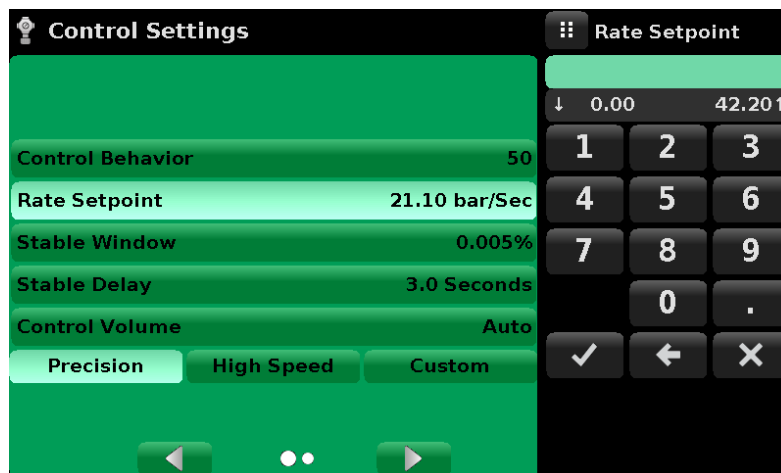 Control Settings
Rate Setpoint
↓ 0.00 42.201
Control Behavior 50
Rate Setpoint 21.10 bar/Sec
Stable Window 0.005%
Stable Delay 3.0 Seconds
Control Volume Auto
Precision High Speed Custom
1 2 3
4 5 6
7 8 9
0 .